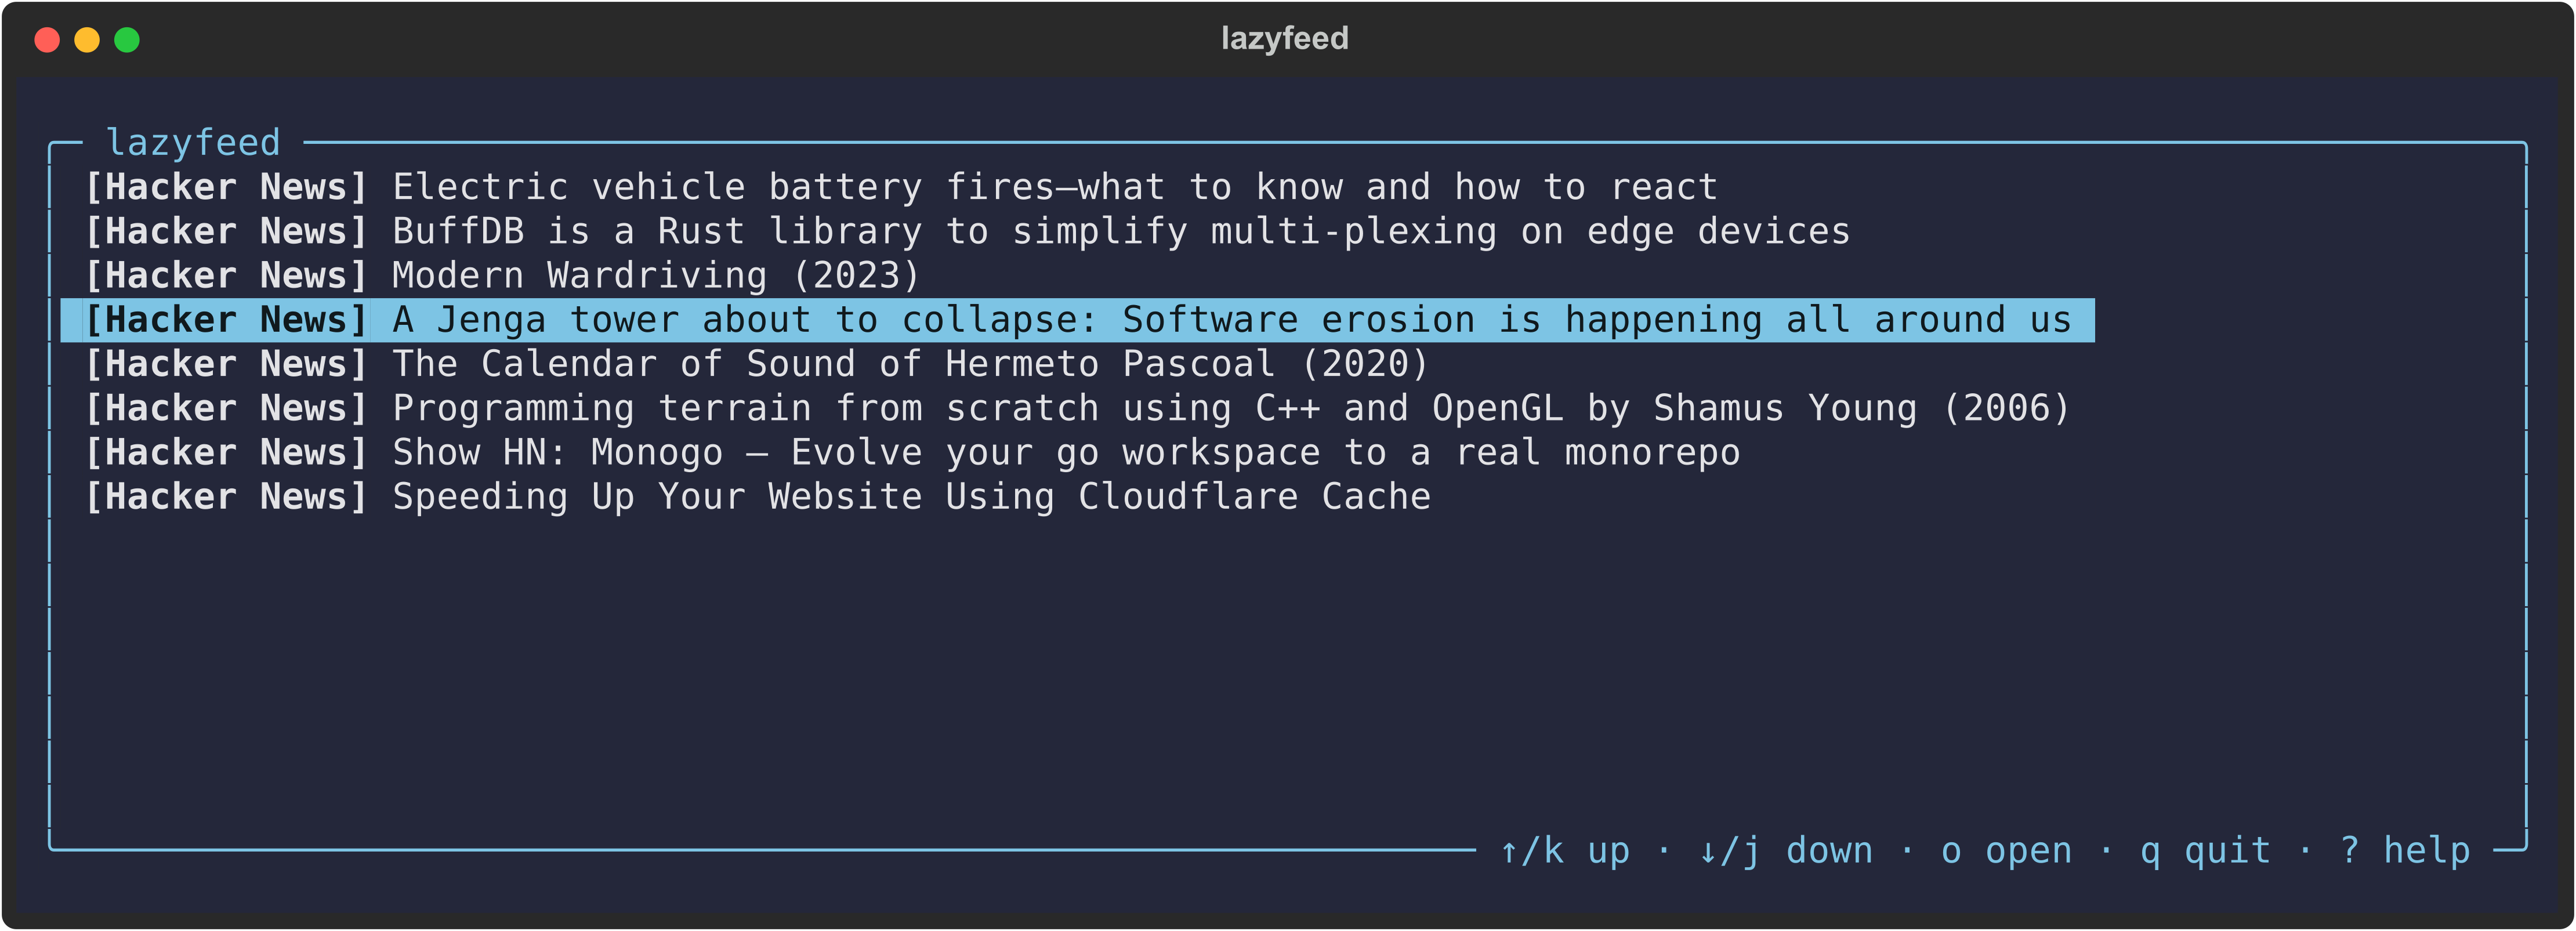 lazyfeed
lazyfeed
[Hacker News] Electric vehicle battery fires—what to know and how to react
[Hacker News] BuffDB is a Rust library to simplify multi-plexing on edge devices
[Hacker News] Modern Wardriving (2023)
[Hacker News] A Jenga tower about to collapse: Software erosion is happening all around us
[Hacker News] The Calendar of Sound of Hermeto Pascoal (2020)
[Hacker News] Programming terrain from scratch using C++ and OpenGL by Shamus Young (2006)
[Hacker News] Show HN: Monogo – Evolve your go workspace to a real monorepo
[Hacker News] Speeding Up Your Website Using Cloudflare Cache
↑/k up · ↓/j down · o open · q quit · ? help